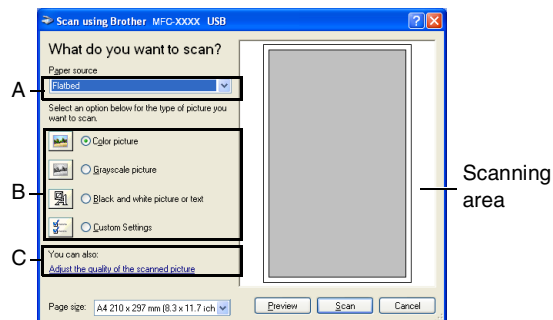 Scan using Brother MFC-XXXX USB
What do you want to scan?
Paper source
A
Flatbed
Select an option below for the type of picture you
want to scan.
Color picture
Grayscale picture
B
Black and white picture or text
Custom Settings
C
You can also:
Adjust the quality of the scanned picture
Page size:
A4 210 x 297 mm (8.3 x 11.7 ich
Preview
Scan
Cancel
Scanning
area